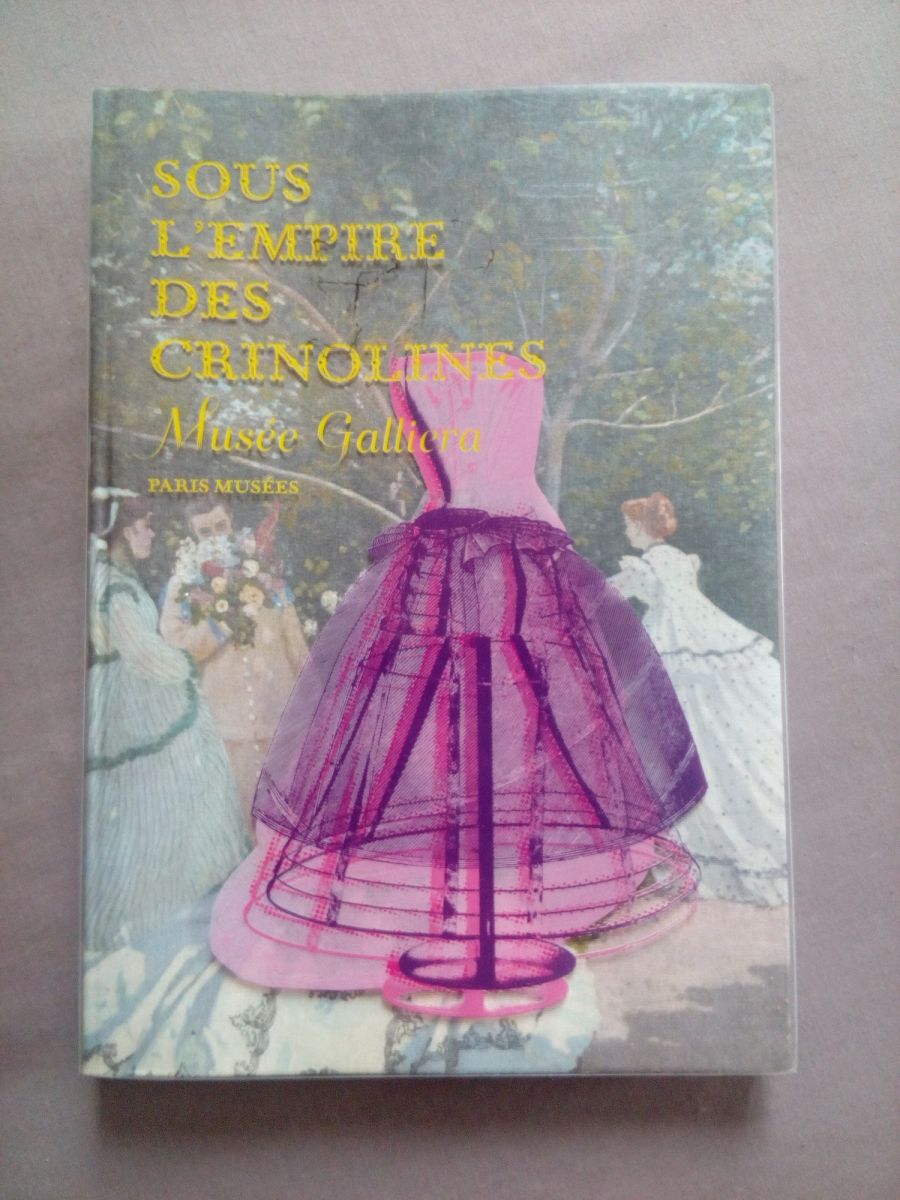 SOUS
L'EMPIRE
DES
CRINOLINES
Musée Galliera
PARIS MUSÉES